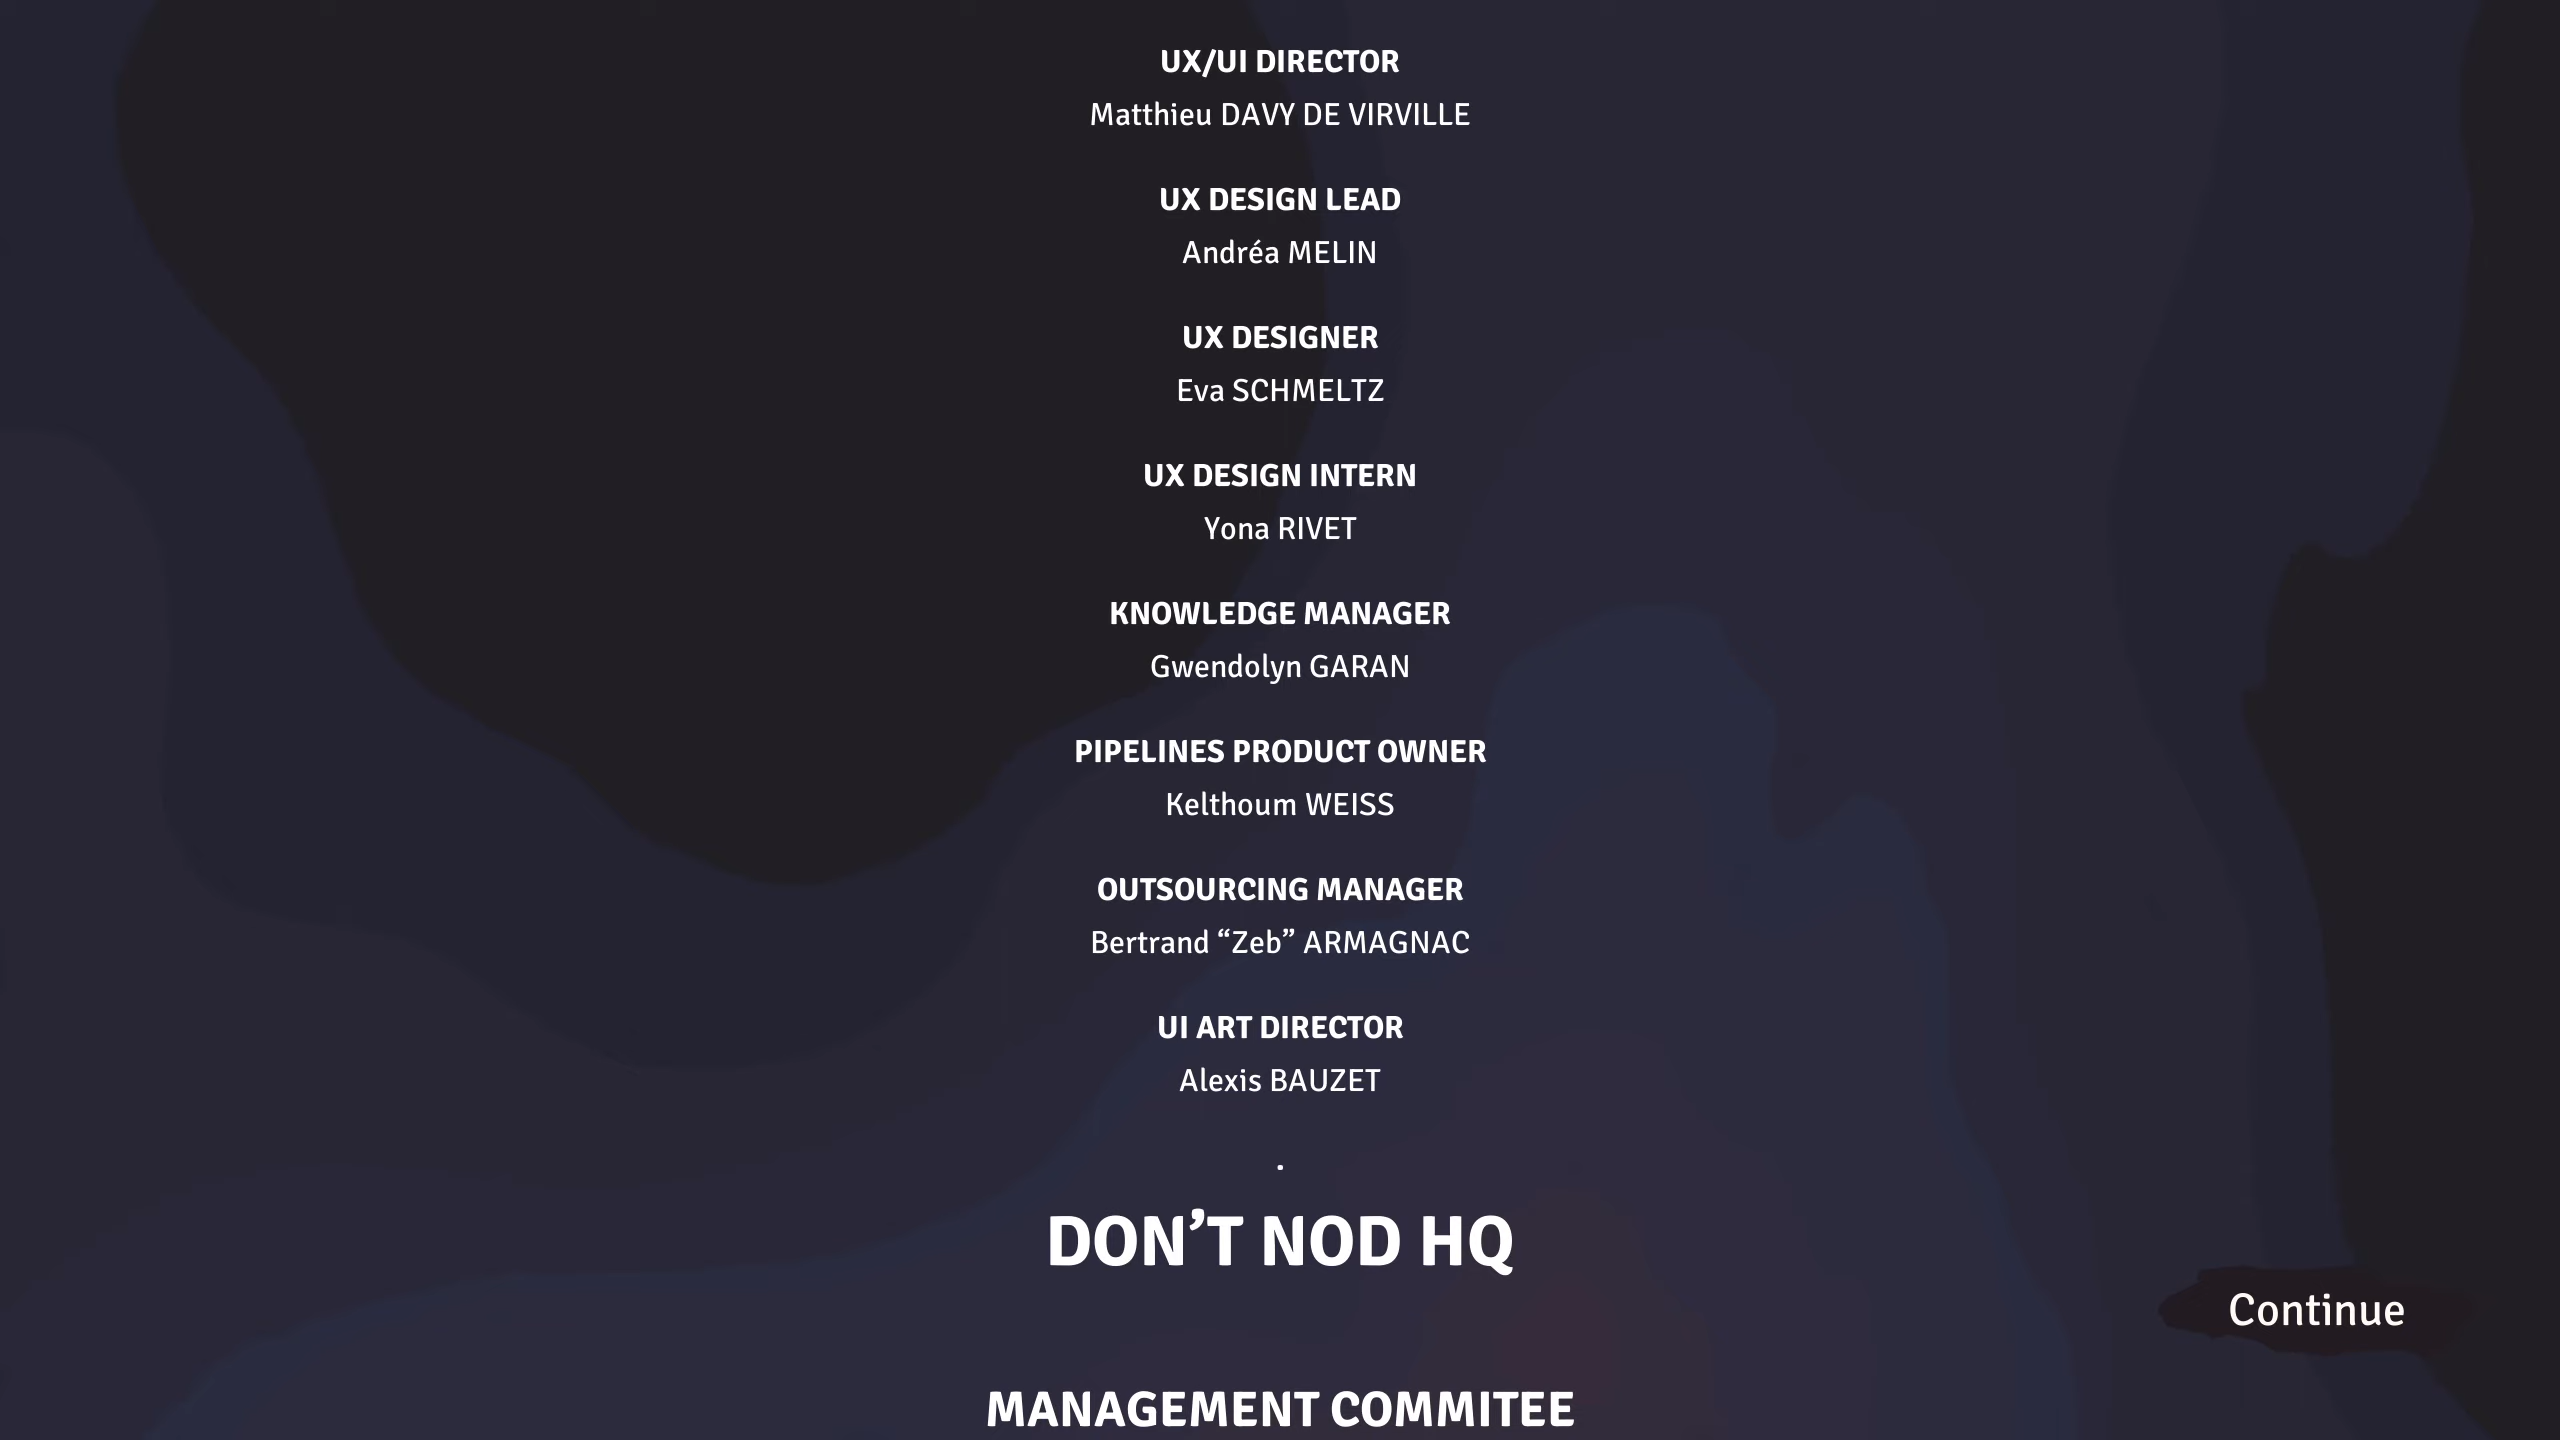 UX/UI DIRECTOR
Matthieu DAVY DE VIRVILLE
UX DESIGN LEAD
Andréa MELIN
UX DESIGNER
Eva SCHMELTZ
UX DESIGN INTERN
Yona RIVET
KNOWLEDGE MANAGER
Gwendolyn GARAN
PIPELINES PRODUCT OWNER
Kelthoum WEISS
OUTSOURCING MANAGER
Bertrand “Zeb” ARMAGNAC
UI ART DIRECTOR
Alexis BAUZET
.
DON’T NOD HQ
Continue
MANAGEMENT COMMITEE